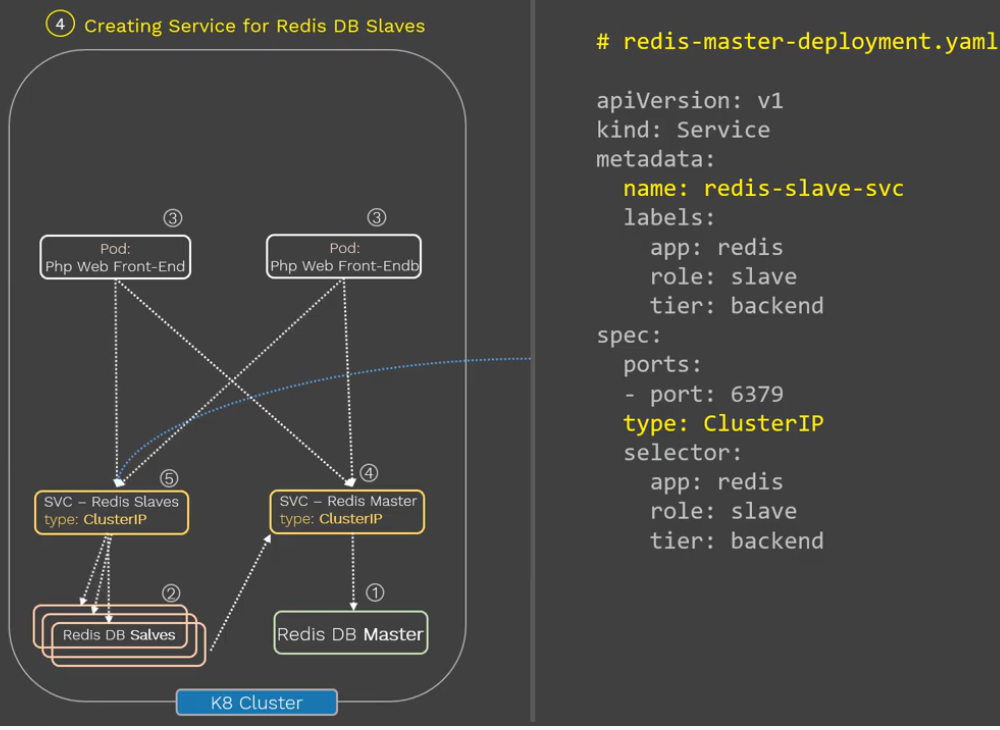 ④ Creating Service for Redis DB Slaves
③
③
Pod:
Php Web Front-End
Pod:
Php Web Front-Endb
⑤
④
SVC – Redis Slaves
type: ClusterIP
SVC – Redis Master
type: ClusterIP
②
①
Redis DB Salves
Redis DB Master
K8 Cluster
# redis-master-deployment.yaml
apiVersion: v1
kind: Service
metadata:
  name: redis-slave-svc
  labels:
    app: redis
    role: slave
    tier: backend
spec:
  ports:
  - port: 6379
  type: ClusterIP
  selector:
    app: redis
    role: slave
    tier: backend